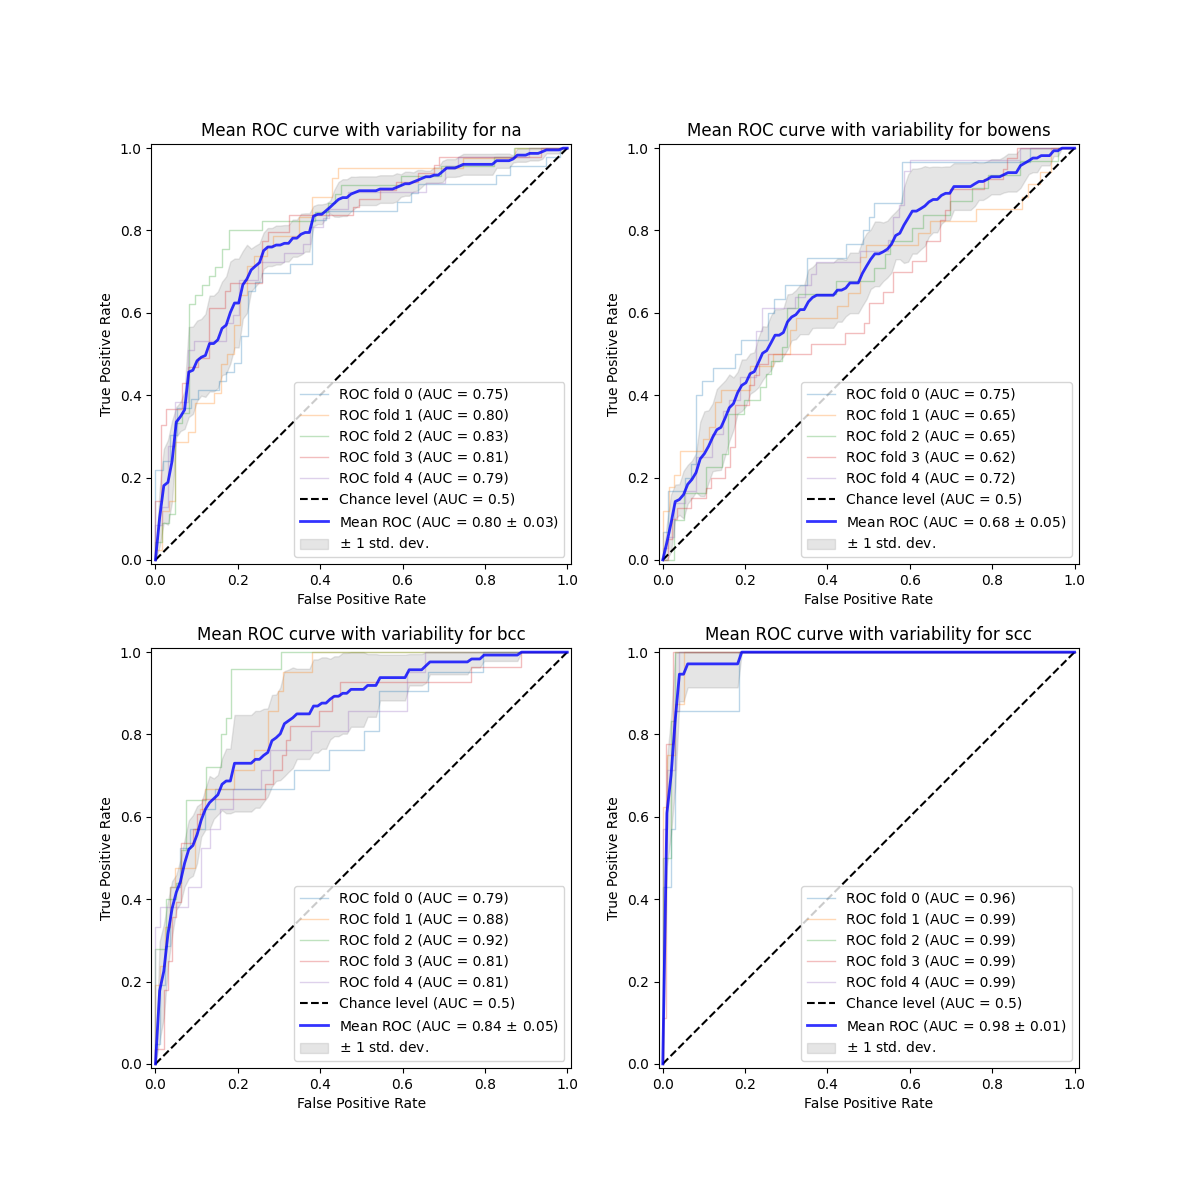 Mean ROC curve with variability for na
1.0
0.8
0.6
0.4
0.2
0.0
True Positive Rate
ROC fold 0 (AUC = 0.75)
ROC fold 1 (AUC = 0.80)
ROC fold 2 (AUC = 0.83)
ROC fold 3 (AUC = 0.81)
ROC fold 4 (AUC = 0.79)
Chance level (AUC = 0.5)
Mean ROC (AUC = 0.80 ± 0.03)
± 1 std. dev.
0.0 0.2 0.4 0.6 0.8 1.0
False Positive Rate
Mean ROC curve with variability for bowens
1.0
0.8
0.6
0.4
0.2
0.0
True Positive Rate
ROC fold 0 (AUC = 0.75)
ROC fold 1 (AUC = 0.65)
ROC fold 2 (AUC = 0.65)
ROC fold 3 (AUC = 0.62)
ROC fold 4 (AUC = 0.72)
Chance level (AUC = 0.5)
Mean ROC (AUC = 0.68 ± 0.05)
± 1 std. dev.
0.0 0.2 0.4 0.6 0.8 1.0
False Positive Rate
Mean ROC curve with variability for bcc
1.0
0.8
0.6
0.4
0.2
0.0
True Positive Rate
ROC fold 0 (AUC = 0.79)
ROC fold 1 (AUC = 0.88)
ROC fold 2 (AUC = 0.92)
ROC fold 3 (AUC = 0.81)
ROC fold 4 (AUC = 0.81)
Chance level (AUC = 0.5)
Mean ROC (AUC = 0.84 ± 0.05)
± 1 std. dev.
0.0 0.2 0.4 0.6 0.8 1.0
False Positive Rate
Mean ROC curve with variability for scc
1.0
0.8
0.6
0.4
0.2
0.0
True Positive Rate
ROC fold 0 (AUC = 0.96)
ROC fold 1 (AUC = 0.99)
ROC fold 2 (AUC = 0.99)
ROC fold 3 (AUC = 0.99)
ROC fold 4 (AUC = 0.99)
Chance level (AUC = 0.5)
Mean ROC (AUC = 0.98 ± 0.01)
± 1 std. dev.
0.0 0.2 0.4 0.6 0.8 1.0
False Positive Rate